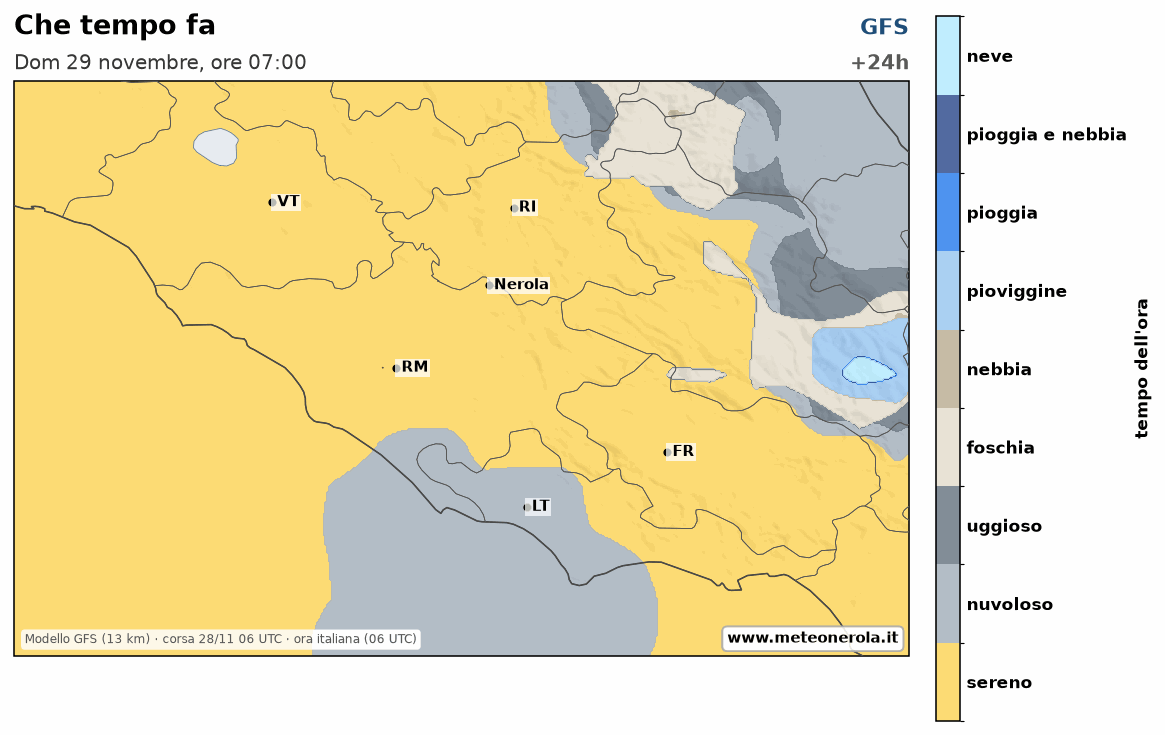 Che tempo fa
GFS
Dom 29 novembre, ore 07:00
+24h
VT
RI
Nerola
RM
FR
LT
Modello GFS (13 km) · corsa 28/11 06 UTC · ora italiana (06 UTC)
www.meteonerola.it
neve
pioggia e nebbia
pioggia
pioviggine
nebbia
foschia
uggioso
nuvoloso
sereno
tempo dell'ora